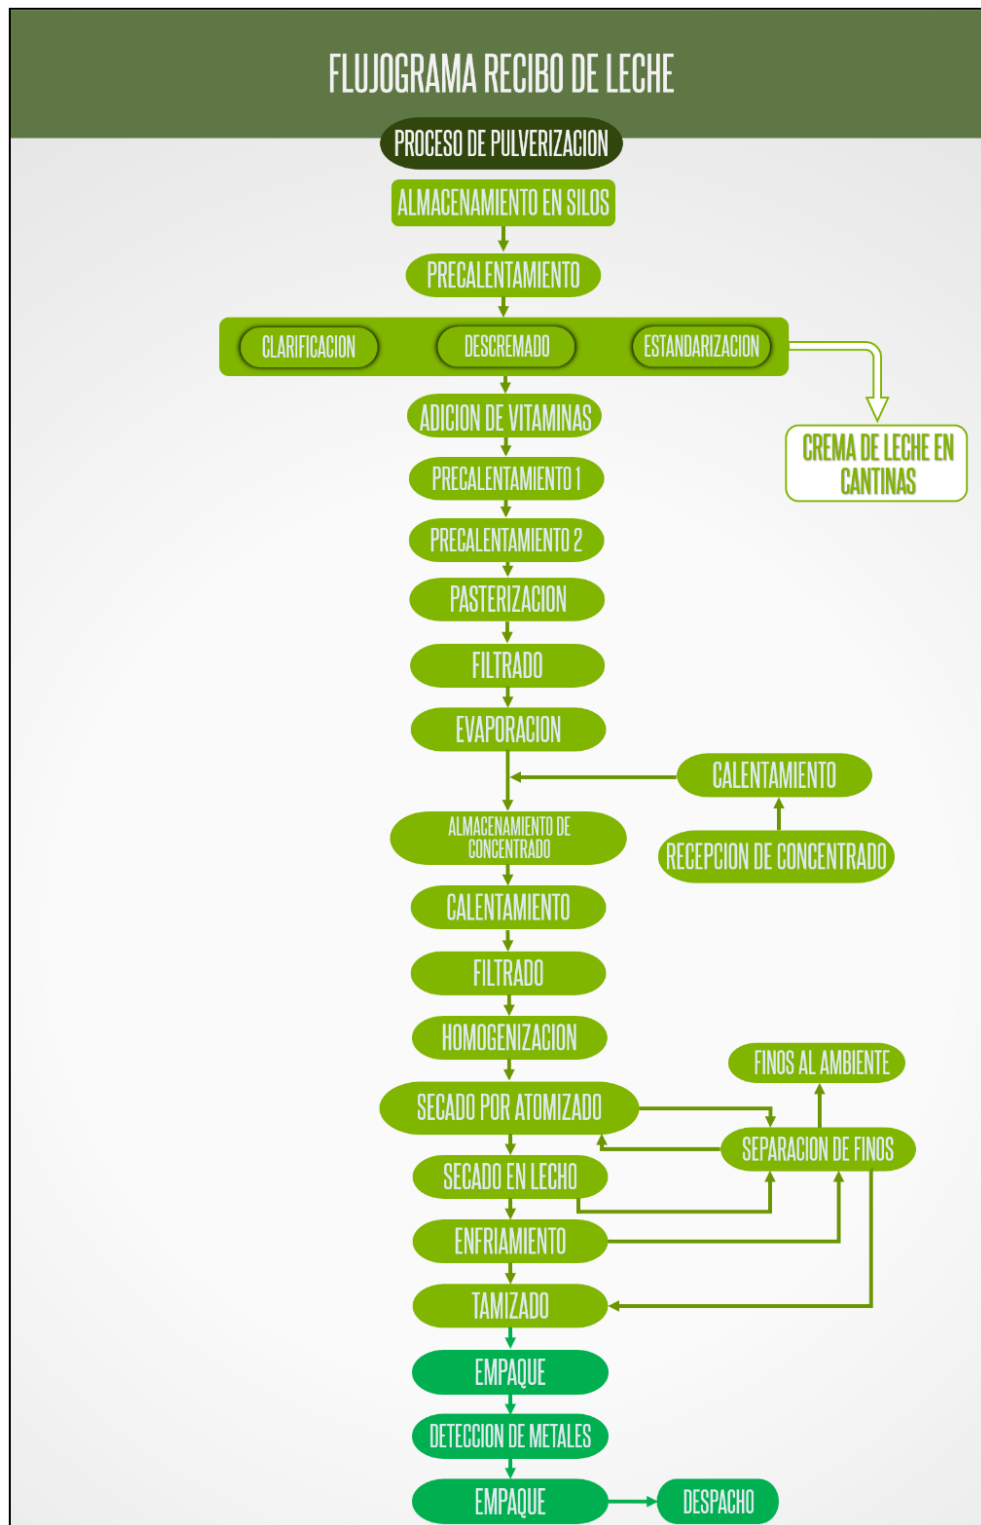 FLUJOGRAMA RECIBO DE LECHE
PROCESO DE PULVERIZACION
ALMACENAMIENTO EN SILOS
PRECALENTAMIENTO
CLARIFICACION
DESCREMADO
ESTANDARIZACION
CREMA DE LECHE EN
CANTINAS
ADICION DE VITAMINAS
PRECALENTAMIENTO 1
PRECALENTAMIENTO 2
PASTERIZACION
FILTRADO
EVAPORACION
CALENTAMIENTO
RECEPCION DE CONCENTRADO
ALMACENAMIENTO DE
CONCENTRADO
CALENTAMIENTO
FILTRADO
HOMOGENIZACION
FINOS AL AMBIENTE
SECADO POR ATOMIZADO
SEPARACION DE FINOS
SECADO EN LECHO
ENFRIAMIENTO
TAMIZADO
EMPAQUE
DETECCION DE METALES
EMPAQUE
DESPACHO